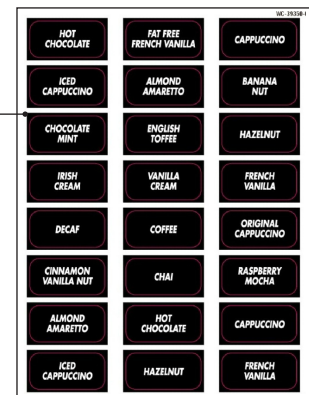 WC-39350-1
HOT
CHOCOLATE
FAT FREE
FRENCH VANILLA
CAPPUCCINO
ICED
CAPPUCCINO
ALMOND
AMARETTO
BANANA
NUT
CHOCOLATE
MINT
ENGLISH
TOFFEE
HAZELNUT
IRISH
CREAM
VANILLA
CREAM
FRENCH
VANILLA
DECAF
COFFEE
ORIGINAL
CAPPUCCINO
CINNAMON
VANILLA NUT
CHAI
RASPBERRY
MOCHA
ALMOND
AMARETTO
HOT
CHOCOLATE
CAPPUCCINO
ICED
CAPPUCCINO
HAZELNUT
FRENCH
VANILLA